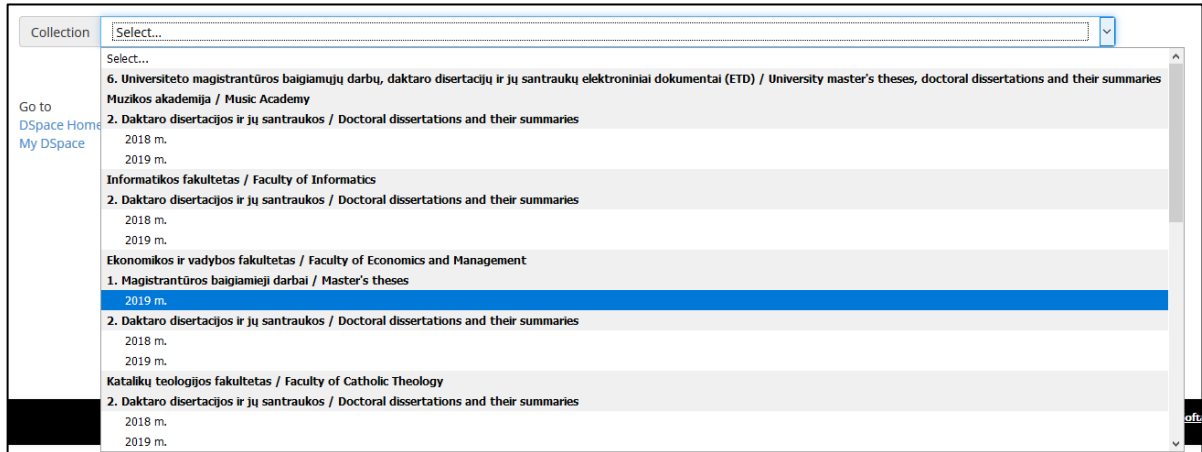 Collection
Select...
Select...
6. Universiteto magistrantūros baigiamųjų darbų, daktaro disertacijų ir jų santraukų elektroniniai dokumentai (ETD) / University master's theses, doctoral dissertations and their summaries
Muzikos akademija / Music Academy
2. Daktaro disertacijos ir jų santraukos / Doctoral dissertations and their summaries
2018 m.
2019 m.
Informatikos fakultetas / Faculty of Informatics
2. Daktaro disertacijos ir jų santraukos / Doctoral dissertations and their summaries
2018 m.
2019 m.
Ekonomikos ir vadybos fakultetas / Faculty of Economics and Management
1. Magistrantūros baigiamieji darbai / Master's theses
2019 m.
2. Daktaro disertacijos ir jų santraukos / Doctoral dissertations and their summaries
2018 m.
2019 m.
Katalikų teologijos fakultetas / Faculty of Catholic Theology
2. Daktaro disertacijos ir jų santraukos / Doctoral dissertations and their summaries
2018 m.
2019 m.
Go to
DSpace Home
My DSpace